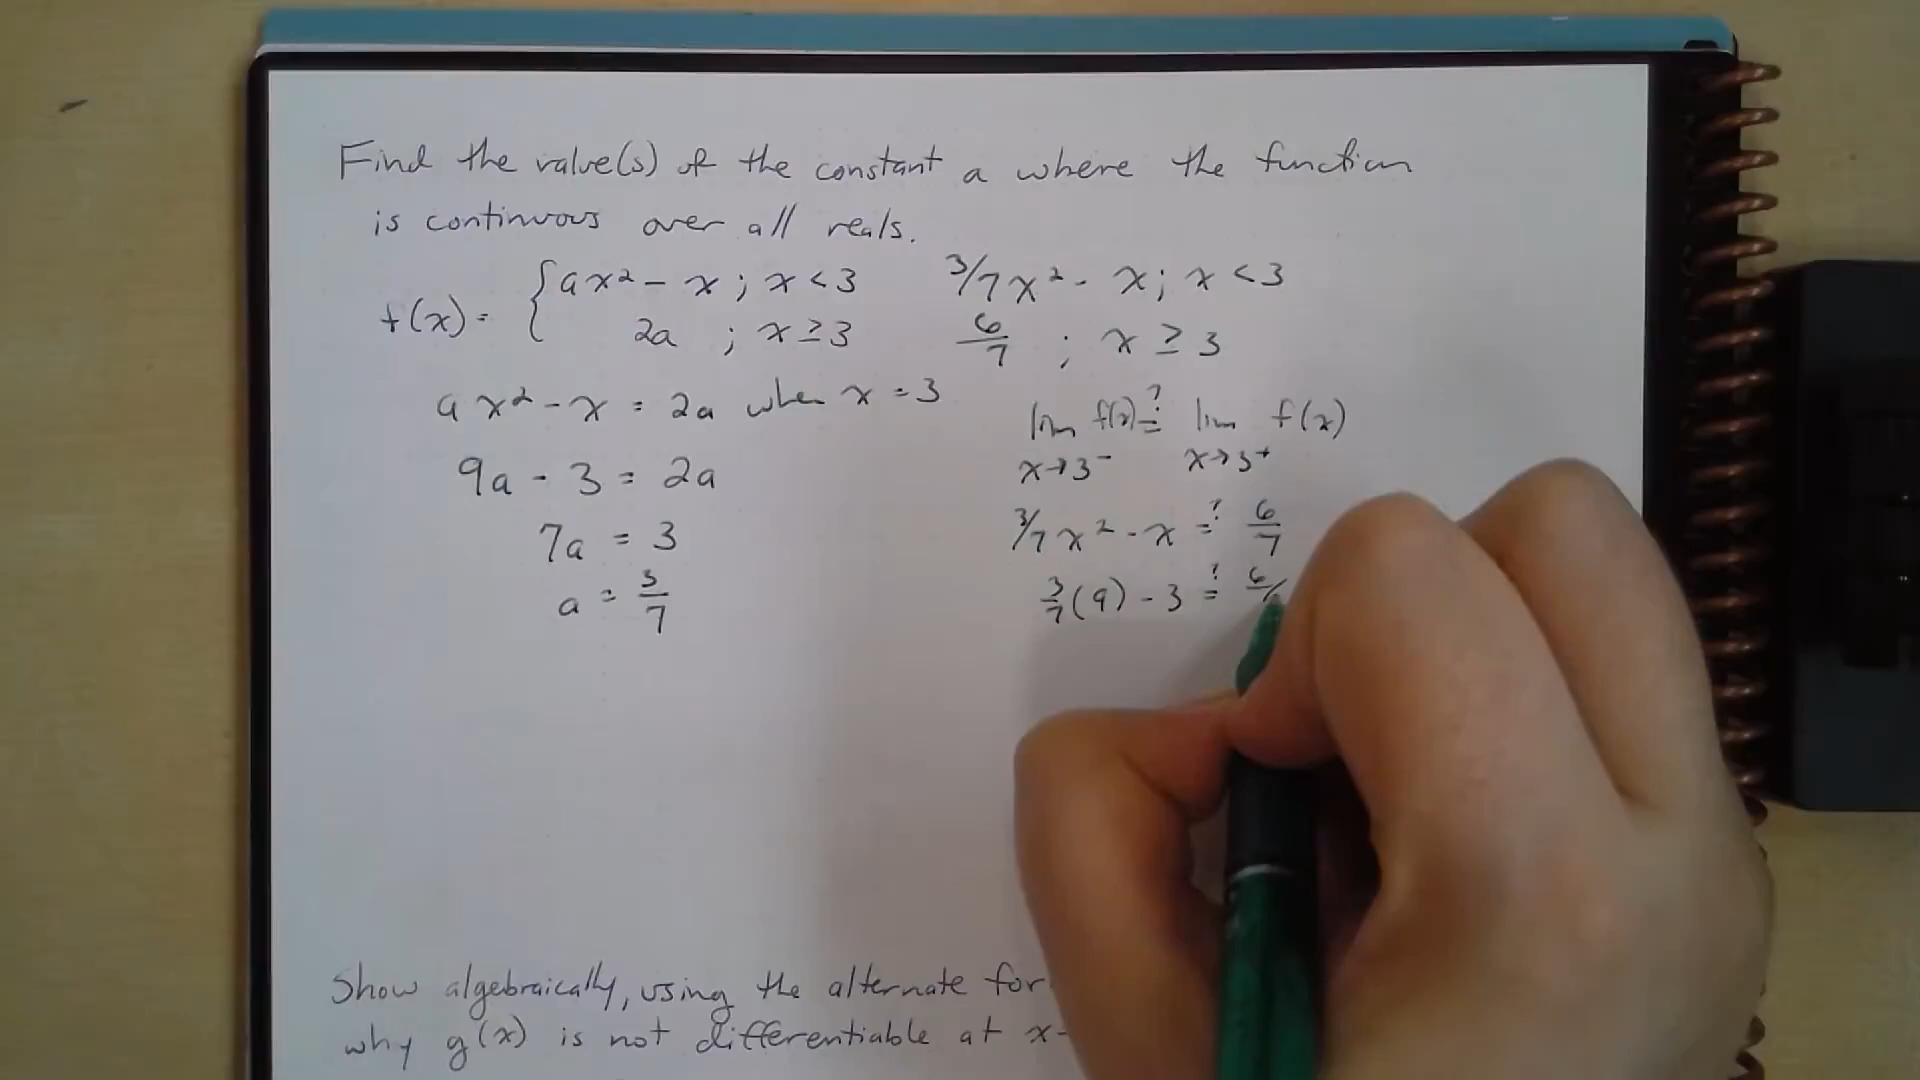 Find the value(s) of the constant a where the function
is continuous over all reals.
f(x) = { ax² - x ; x < 3
2a ; x ≥ 3
3/7 x² - x ; x < 3
6/7 ; x ≥ 3
ax² - x = 2a when x = 3
9a - 3 = 2a
7a = 3
a = 3/7
lim f(x) ?= lim f(x)
x→3⁻ x→3⁺
3/7 x² - x ?= 6/7
3/7 (9) - 3 ?= 6/
Show algebraically, using the alternate for
why g(x) is not differentiable at x